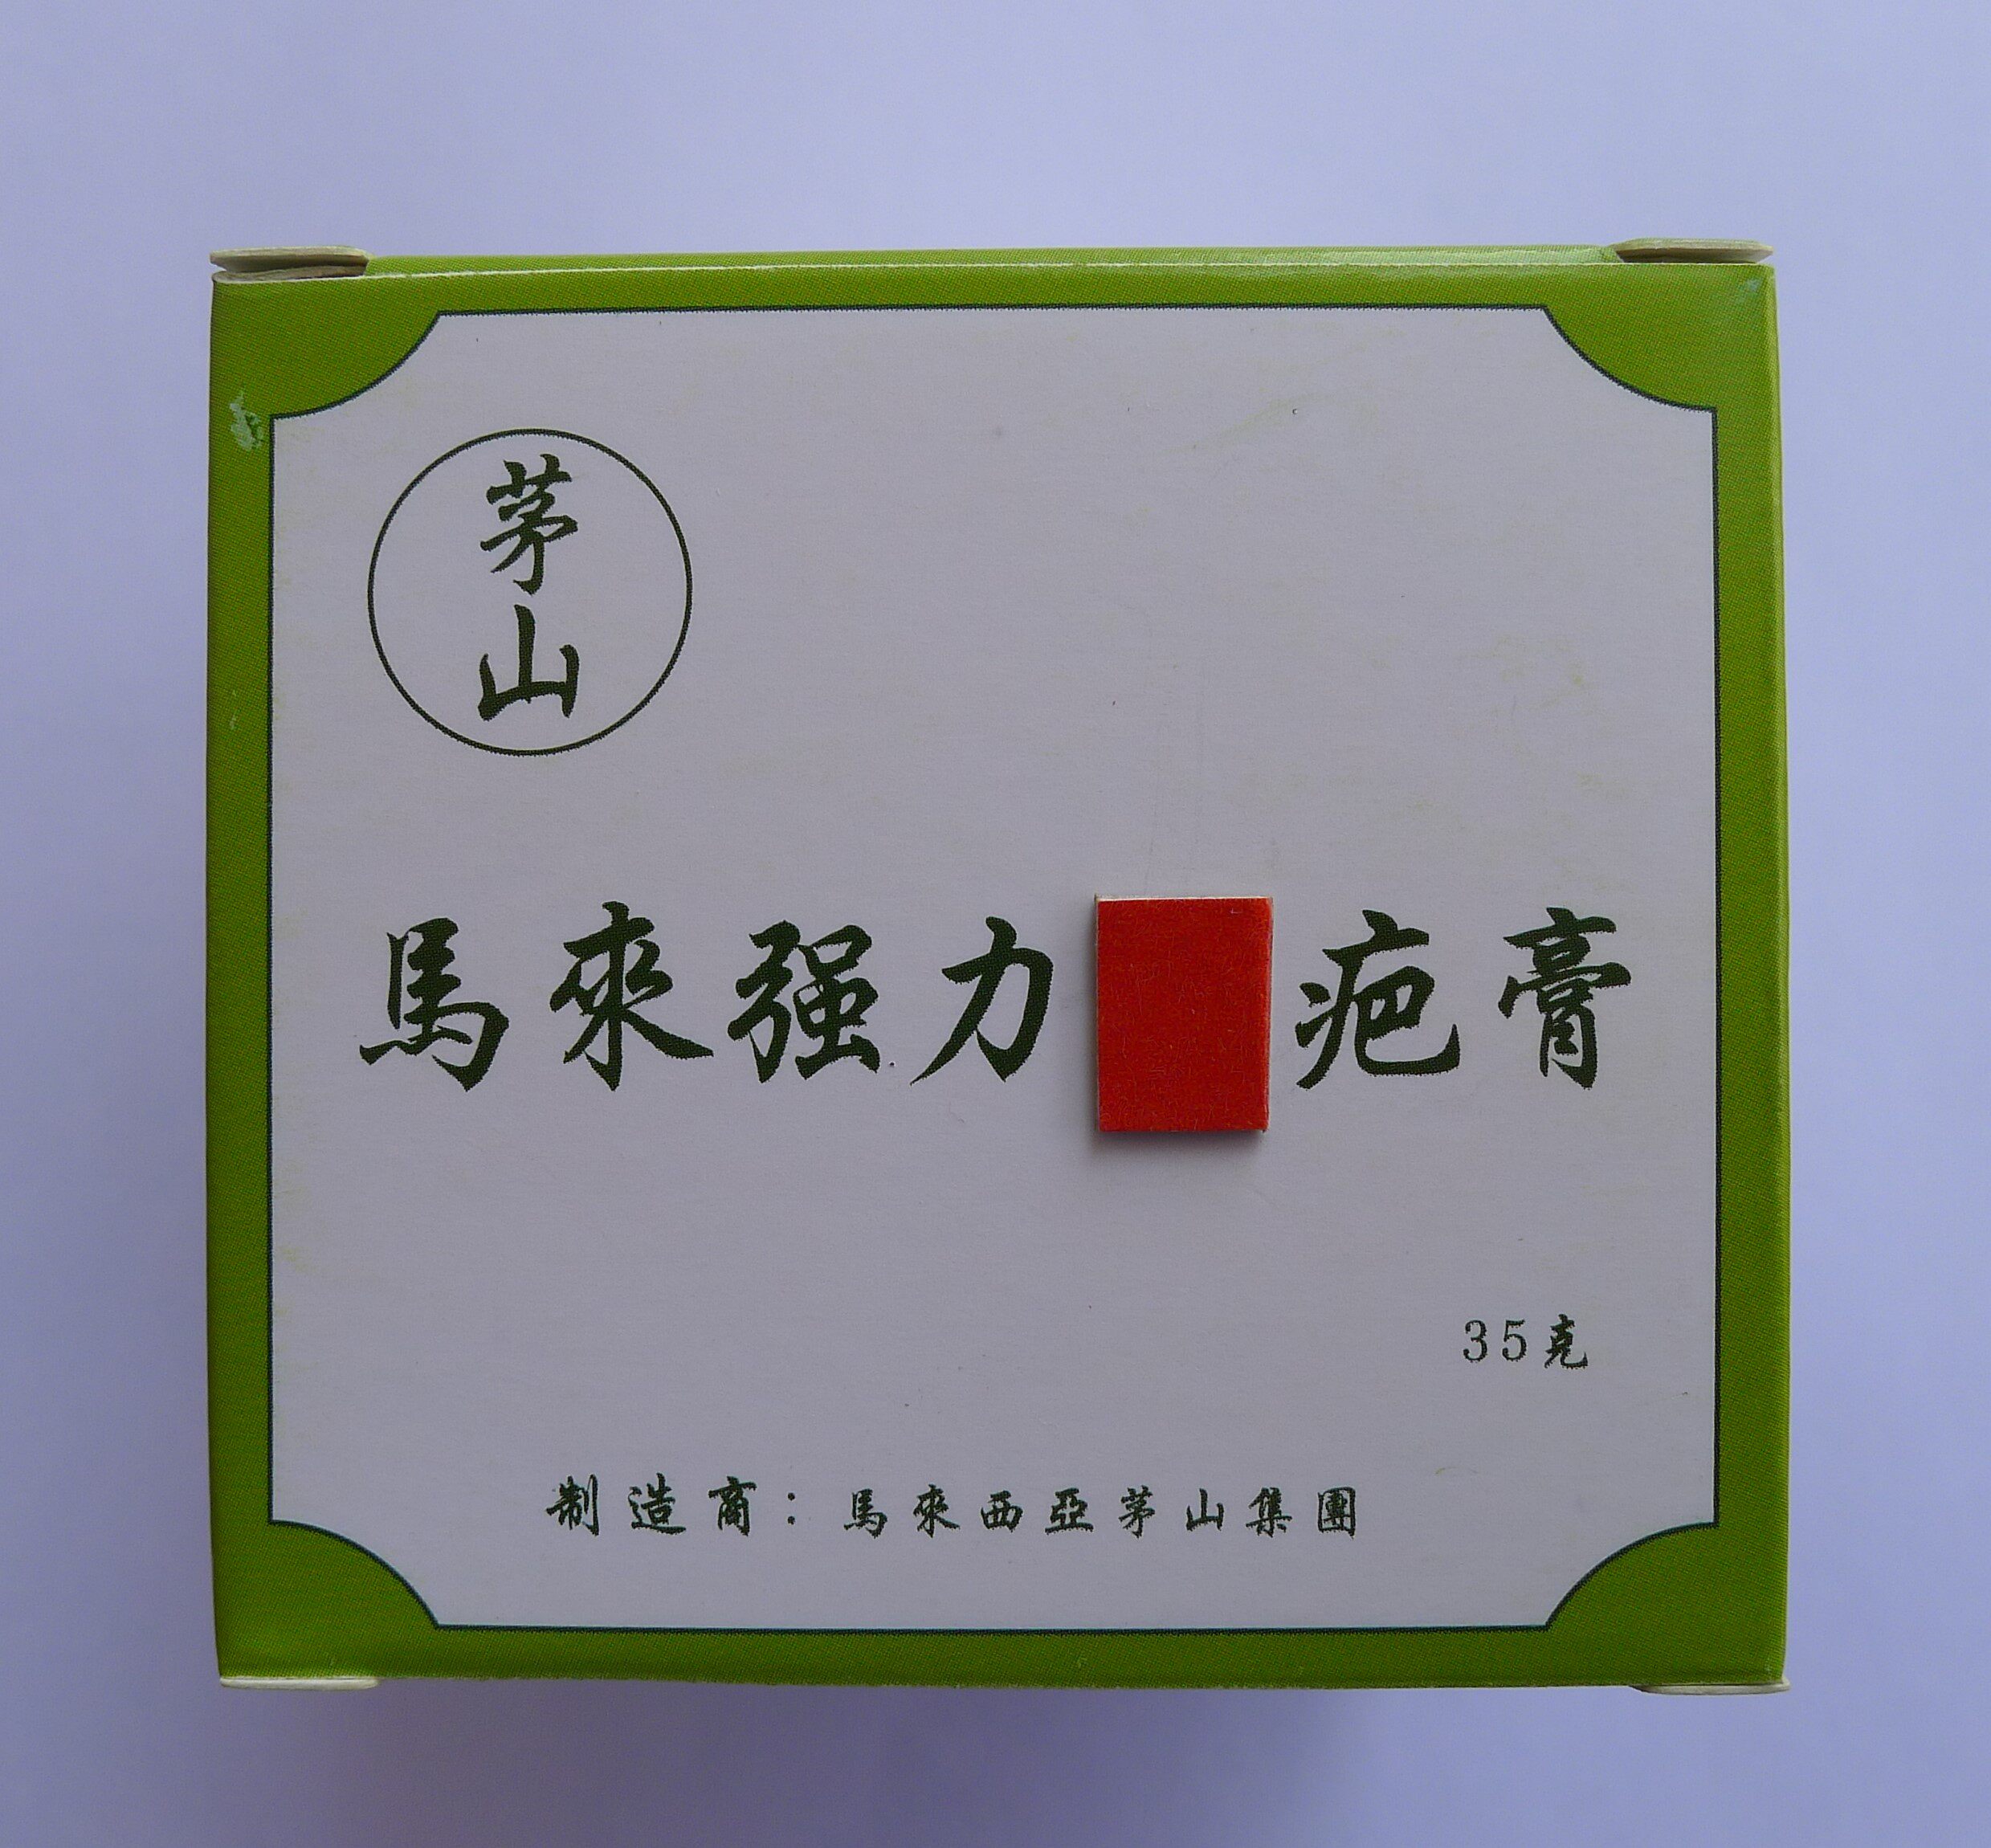 茅山
馬來强力疤膏
35克
制造商：馬來西亞茅山集團